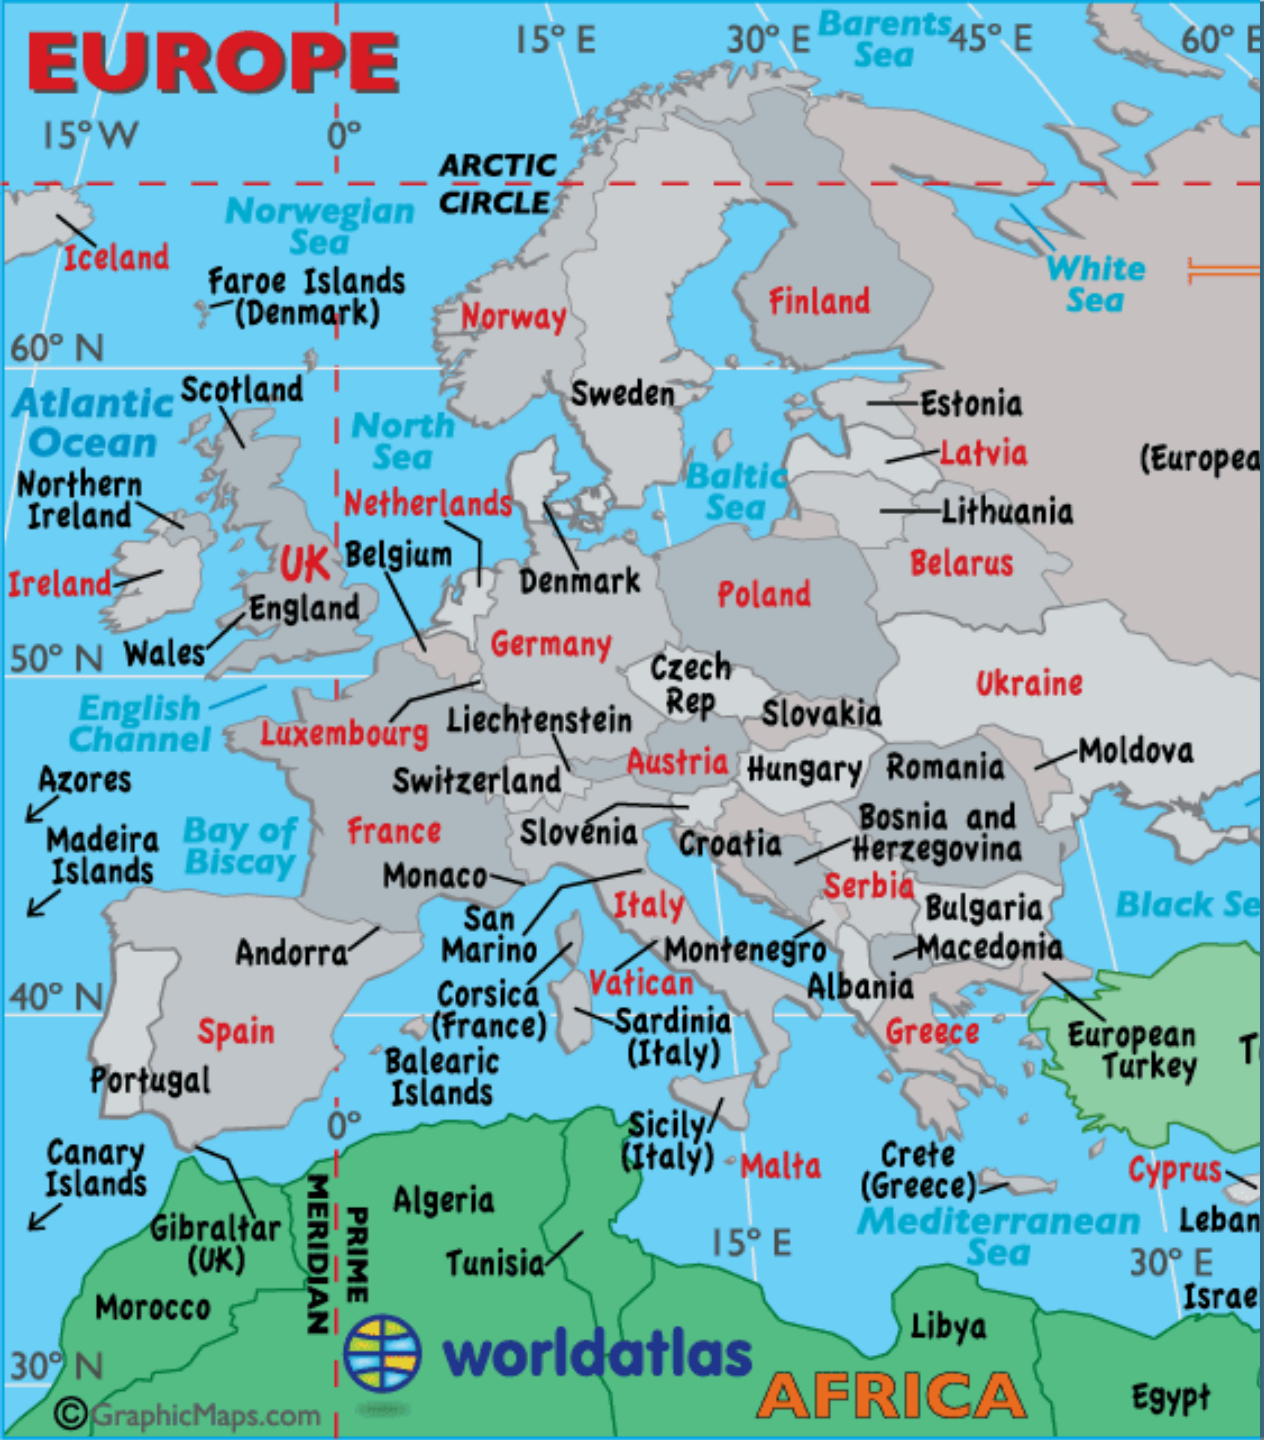 EUROPE
15° W
0°
15° E
30° E
Barents
Sea
45° E
60° E
ARCTIC
CIRCLE
Norwegian
Sea
Iceland
Faroe Islands
(Denmark)
White
Sea
Norway
Finland
60° N
Scotland
Sweden
Atlantic
Ocean
North
Sea
Estonia
Latvia
(Europea
Baltic
Sea
Northern
Ireland
Netherlands
Lithuania
UK
Belgium
Belarus
Ireland
Denmark
Poland
England
Wales
Germany
50° N
Czech
Rep
Ukraine
English
Channel
Luxembourg
Liechtenstein
Slovakia
Moldova
Azores
Switzerland
Austria
Hungary
Romania
Madeira
Islands
Bay of
Biscay
France
Slovenia
Croatia
Bosnia and
Herzegovina
Monaco
Serbia
Italy
Bulgaria
Black Se
San
Marino
Andorra
Montenegro
Macedonia
Vatican
Albania
40° N
Corsica
(France)
Spain
Sardinia
(Italy)
Greece
European
Turkey
T
Balearic
Islands
Portugal
0°
Sicily
(Italy)
Malta
Crete
(Greece)
Cyprus
Canary
Islands
Mediterranean
Sea
Leban
Gibraltar
(UK)
PRIME
MERIDIAN
Algeria
15° E
30° E
Tunisia
Israe
Morocco
Libya
30° N
worldatlas
AFRICA
Egypt
©GraphicMaps.com